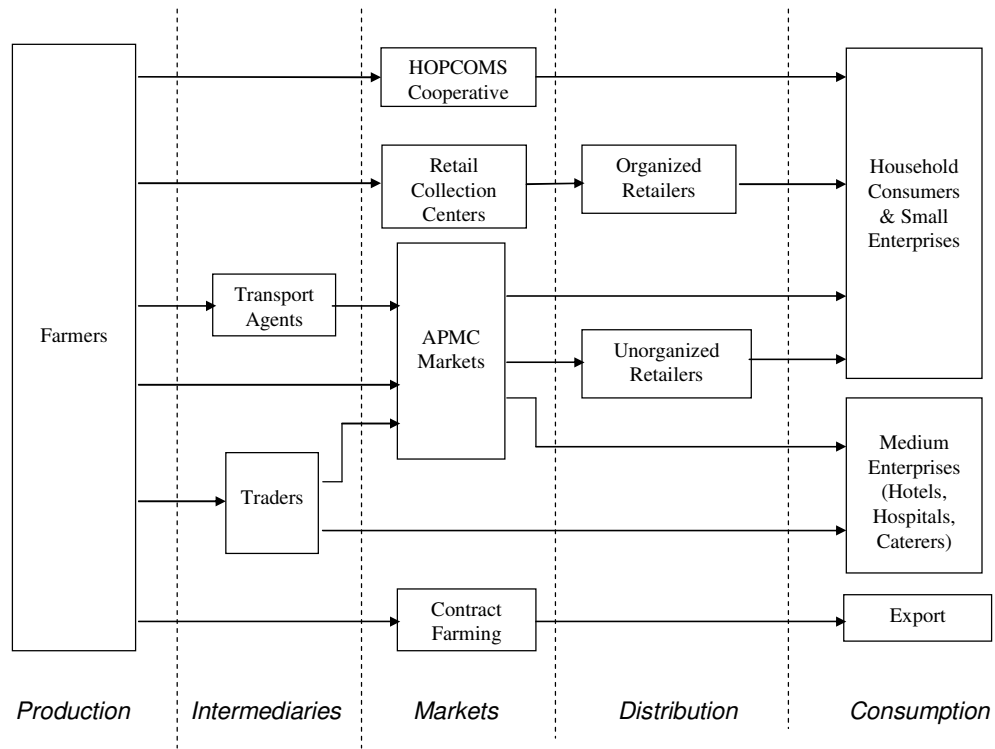 Farmers
Transport
Agents
Traders
HOPCOMS
Cooperative
Retail
Collection
Centers
APMC
Markets
Contract
Farming
Organized
Retailers
Unorganized
Retailers
Household
Consumers
& Small
Enterprises
Medium
Enterprises
(Hotels,
Hospitals,
Caterers)
Export
Production
Intermediaries
Markets
Distribution
Consumption